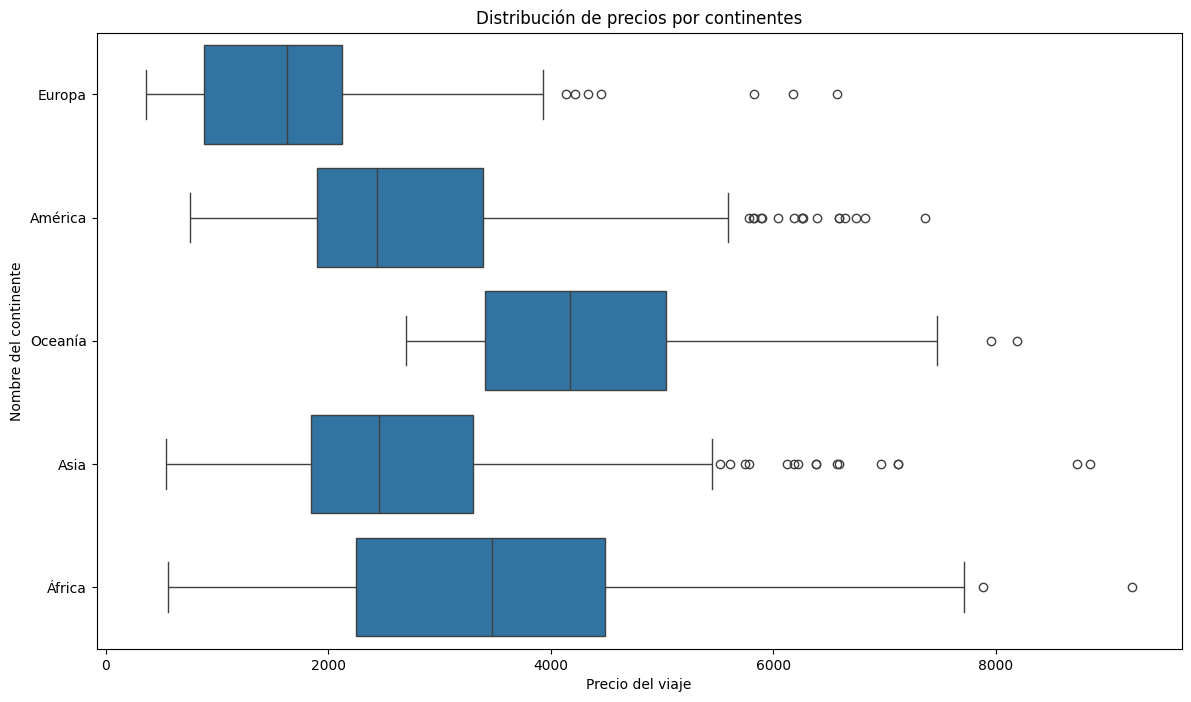 Distribución de precios por continentes
Nombre del continente
Europa
América
Oceanía
Asia
África
0 2000 4000 6000 8000
Precio del viaje